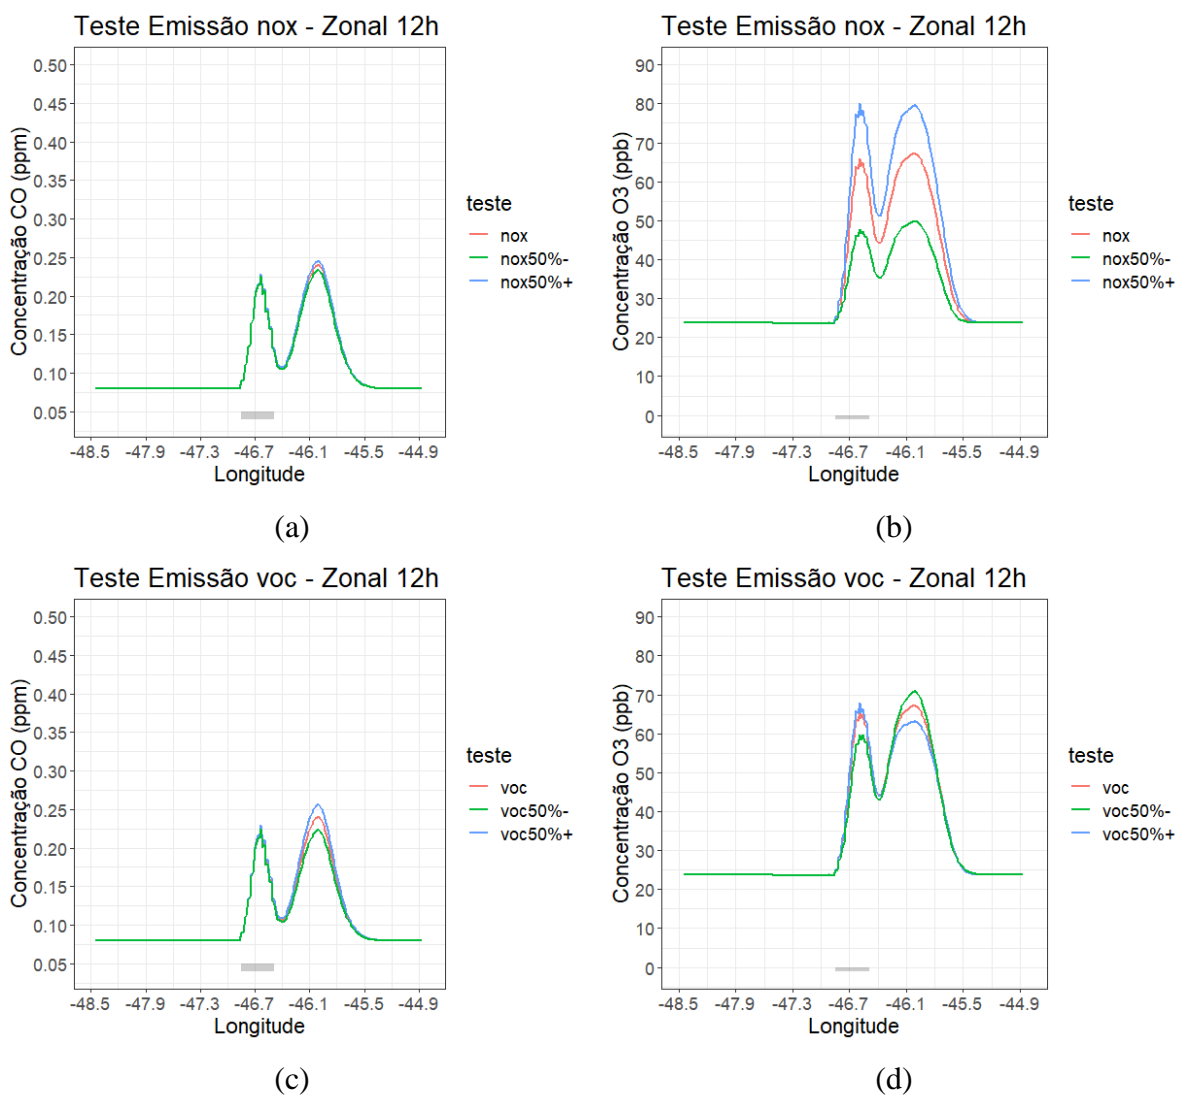 Teste Emissão nox - Zonal 12h
Concentração CO (ppm)
0.50
0.45
0.40
0.35
0.30
0.25
0.20
0.15
0.10
0.05
-48.5 -47.9 -47.3 -46.7 -46.1 -45.5 -44.9
Longitude
teste
nox
nox50%-
nox50%+
(a)
Teste Emissão nox - Zonal 12h
Concentração O3 (ppb)
90
80
70
60
50
40
30
20
10
0
-48.5 -47.9 -47.3 -46.7 -46.1 -45.5 -44.9
Longitude
teste
nox
nox50%-
nox50%+
(b)
Teste Emissão voc - Zonal 12h
Concentração CO (ppm)
0.50
0.45
0.40
0.35
0.30
0.25
0.20
0.15
0.10
0.05
-48.5 -47.9 -47.3 -46.7 -46.1 -45.5 -44.9
Longitude
teste
voc
voc50%-
voc50%+
(c)
Teste Emissão voc - Zonal 12h
Concentração O3 (ppb)
90
80
70
60
50
40
30
20
10
0
-48.5 -47.9 -47.3 -46.7 -46.1 -45.5 -44.9
Longitude
teste
voc
voc50%-
voc50%+
(d)